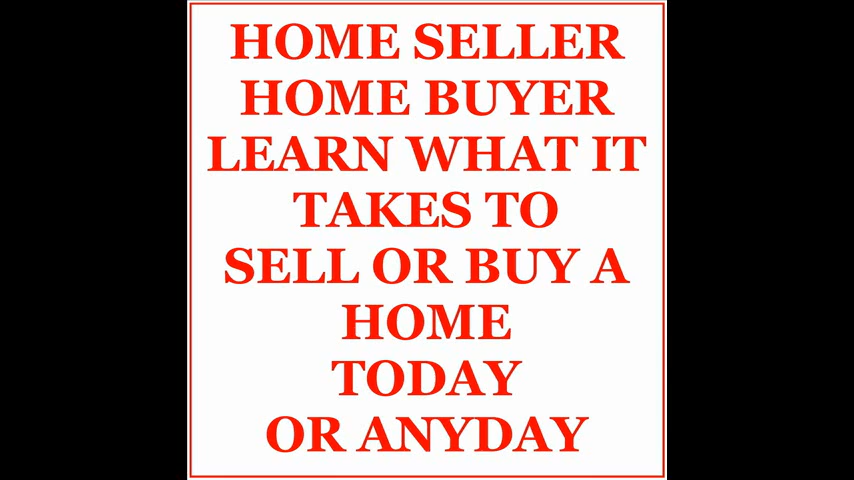 HOME SELLER
HOME BUYER
LEARN WHAT IT
TAKES TO
SELL OR BUY A
HOME
TODAY
OR ANYDAY